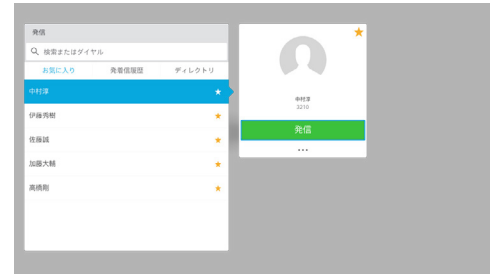 発信
検索またはダイヤル
お気に入り 発着信履歴 ディレクトリ
中村淳
伊藤秀樹
佐藤誠
加藤大輔
高橋剛
中村淳
3210
発信
...